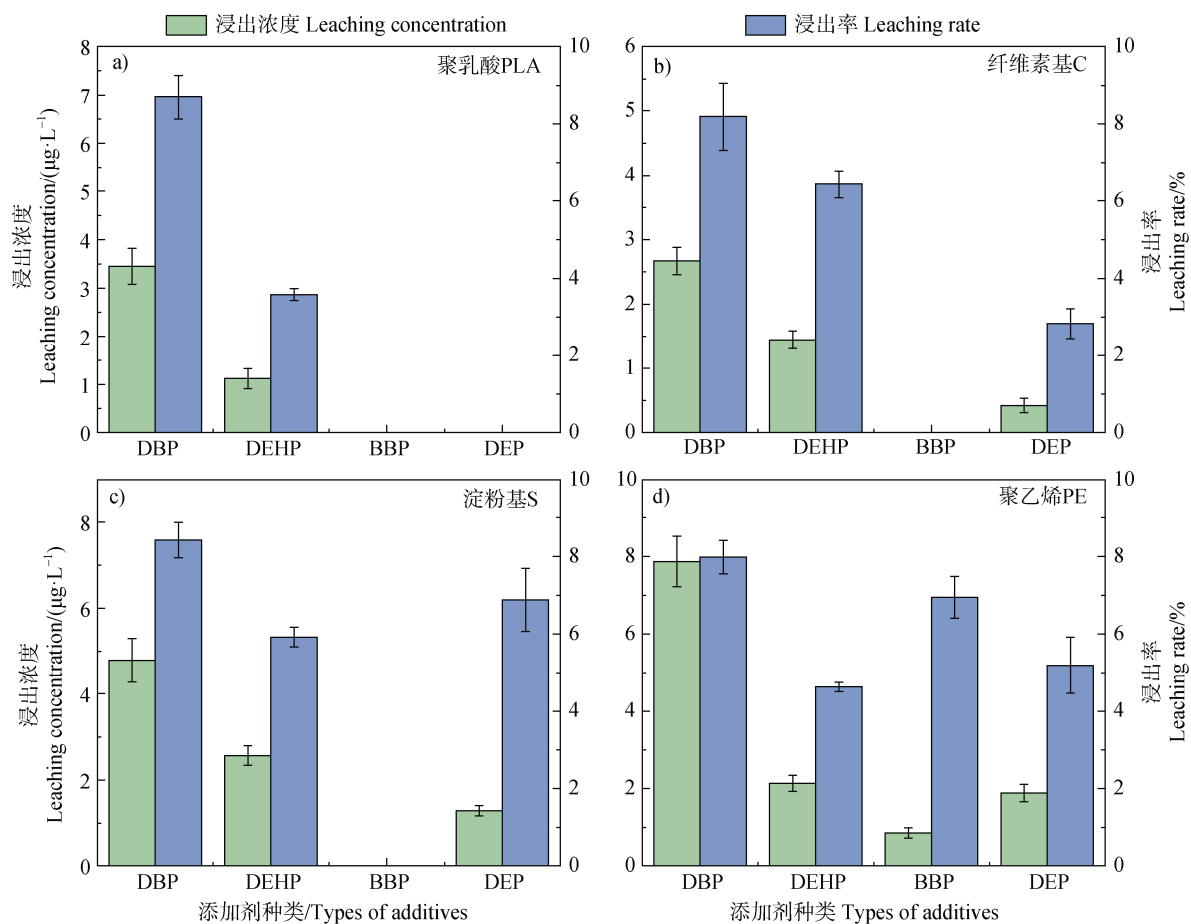 浸出浓度 Leaching concentration 浸出率 Leaching rate
a) 聚乳酸PLA
8
7
6
5
4
3
2
1
0
10
8
6
4
2
0
浸出浓度
Leaching concentration/(μg·L⁻¹)
DBP DEHP BBP DEP
b) 纤维素基C
6
5
4
3
2
1
0
10
8
6
4
2
0
浸出率
Leaching rate/%
DBP DEHP BBP DEP
c) 淀粉基S
8
6
4
2
0
10
8
6
4
2
0
浸出浓度
Leaching concentration/(μg·L⁻¹)
DBP DEHP BBP DEP
添加剂种类/Types of additives
d) 聚乙烯PE
10
8
6
4
2
0
10
8
6
4
2
0
浸出率
Leaching rate/%
DBP DEHP BBP DEP
添加剂种类 Types of additives